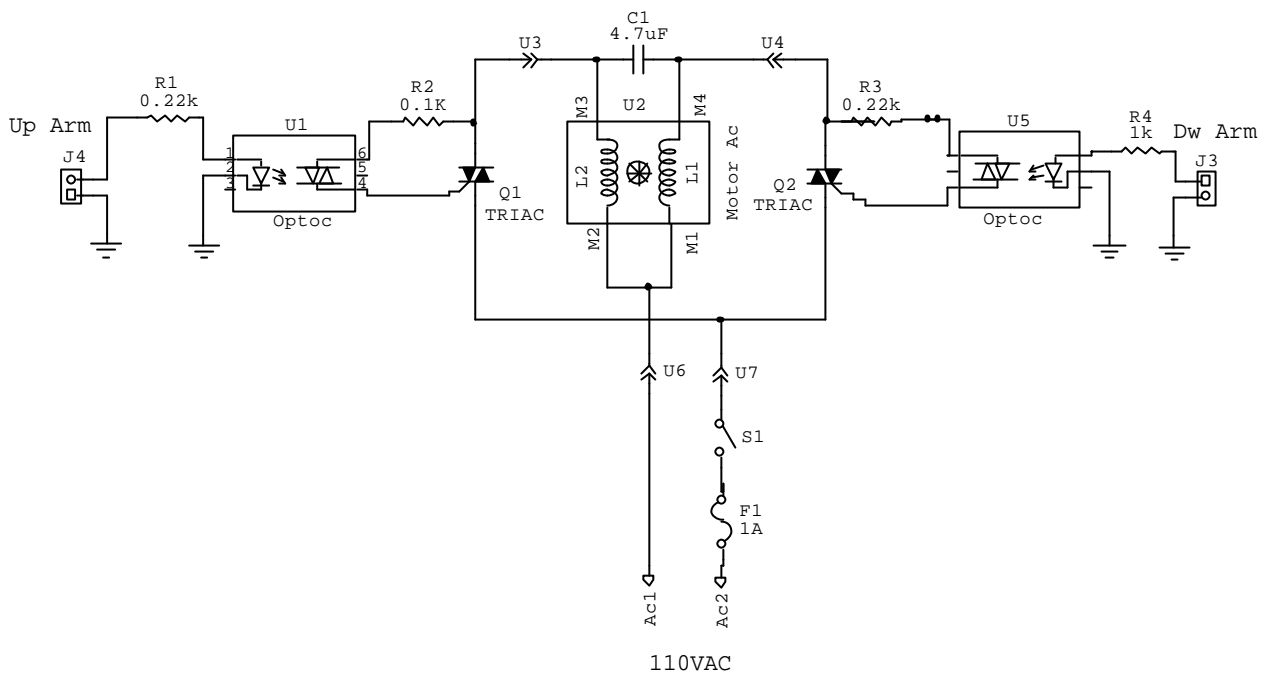 C1
4.7uF
U3
U4
R1
0.22k
R2
0.1K
M3
U2
M4
R3
0.22k
Up Arm
U1
U5
R4
1k
Dw Arm
J4
J3
1
2
3
6
5
4
L2
L1
Motor Ac
Q1
TRIAC
Q2
TRIAC
Optoc
Optoc
M2
M1
U6
U7
S1
F1
1A
Ac1
Ac2
110VAC